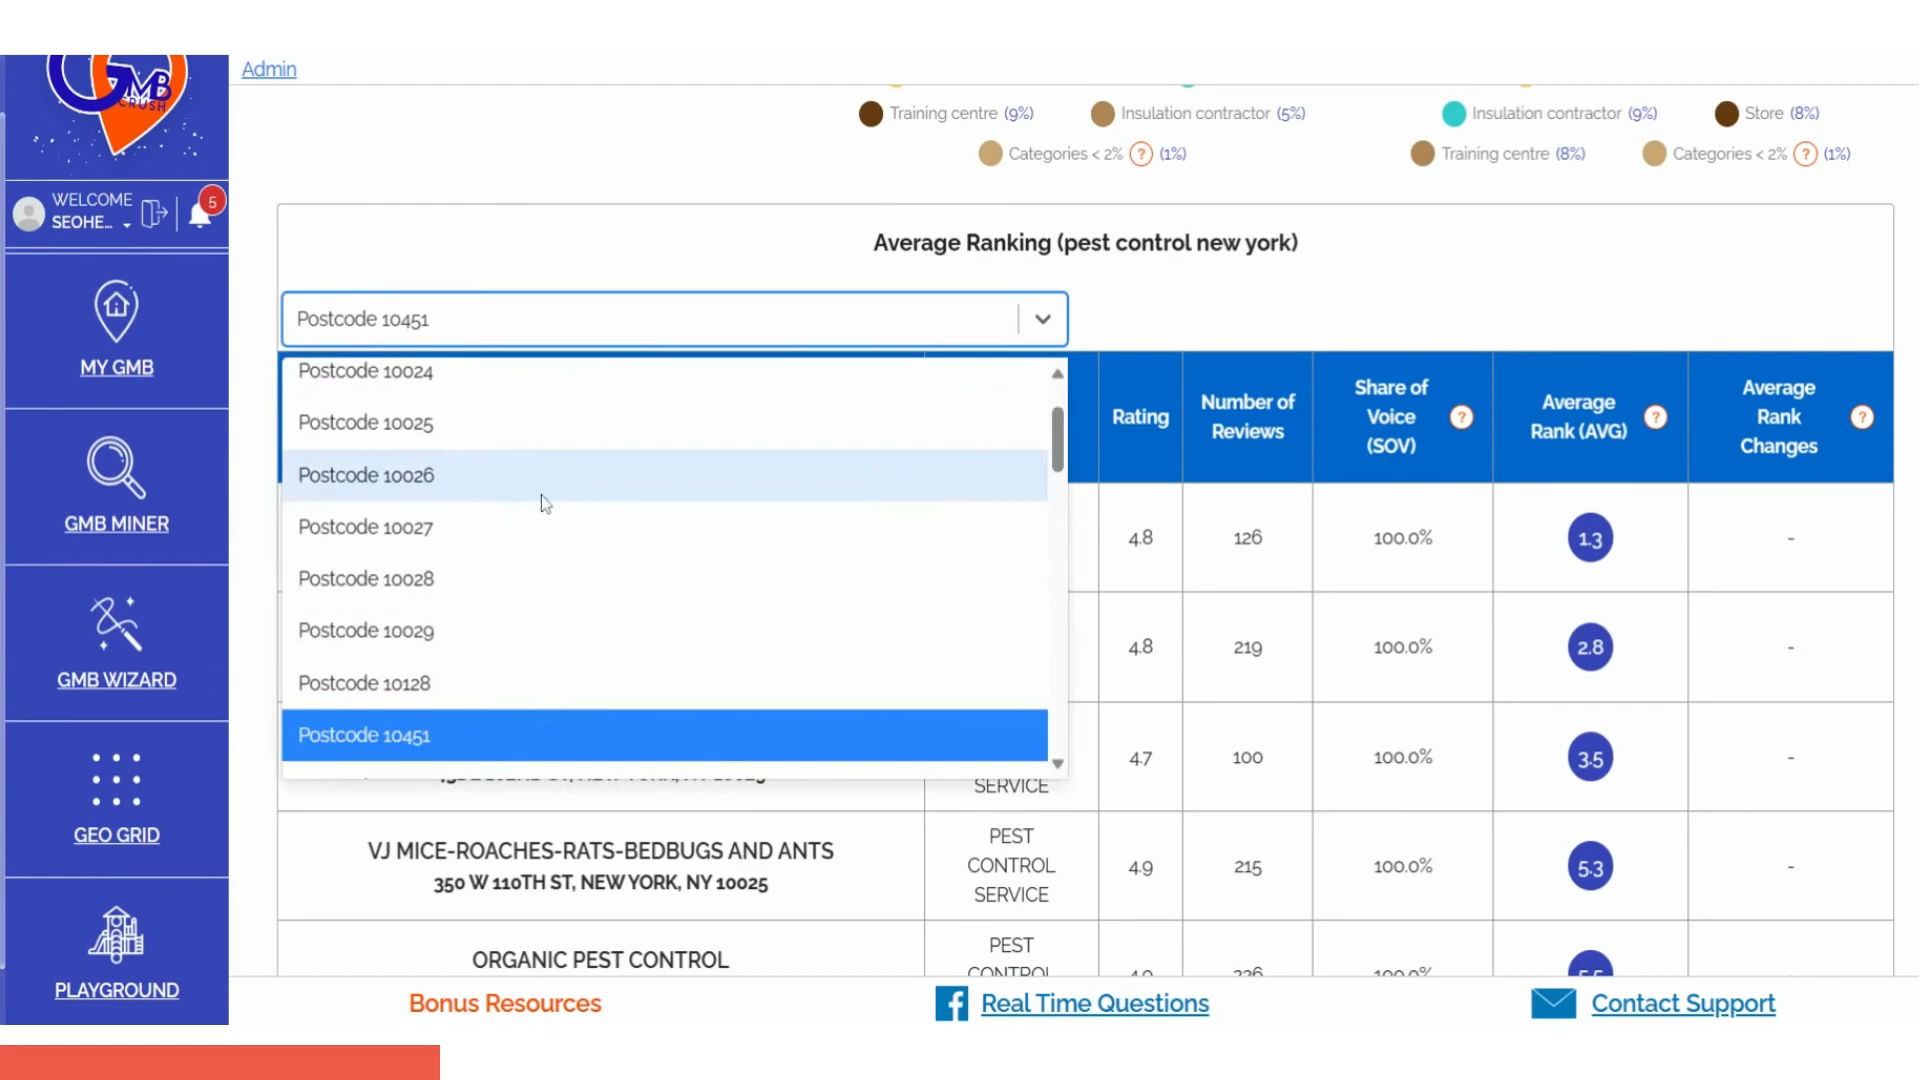 GMB
CRUSH
Admin
Training centre (9%)
Insulation contractor (5%)
Insulation contractor (9%)
Store (8%)
Categories < 2% ? (1%)
Training centre (8%)
Categories < 2% ? (1%)
WELCOME
SEOHE...
5
Average Ranking (pest control new york)
Postcode 10451
Postcode 10024
Postcode 10025
Postcode 10026
Postcode 10027
Postcode 10028
Postcode 10029
Postcode 10128
Postcode 10451
Rating
Number of
Reviews
Share of
Voice
(SOV)
?
Average
Rank (AVG)
?
Average
Rank
Changes
?
4.8
126
100.0%
1.3
-
4.8
219
100.0%
2.8
-
4.7
100
100.0%
3.5
-
SERVICE
VJ MICE-ROACHES-RATS-BEDBUGS AND ANTS
350 W 110TH ST, NEW YORK, NY 10025
PEST
CONTROL
SERVICE
4.9
215
100.0%
5.3
-
ORGANIC PEST CONTROL
PEST
CONTROL
MY GMB
GMB MINER
GMB WIZARD
GEO GRID
PLAYGROUND
Bonus Resources
Real Time Questions
Contact Support